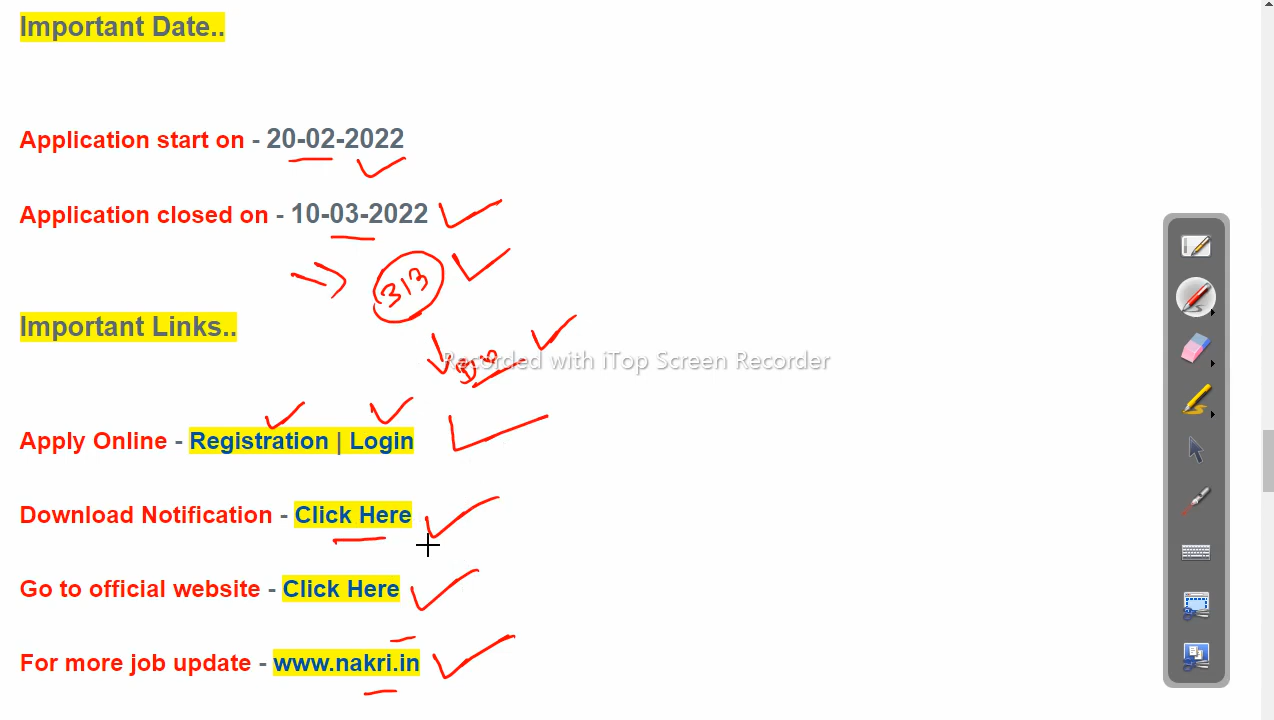 Important Date..
Application start on - 20-02-2022
Application closed on - 10-03-2022
313
Important Links..
Recorded with iTop Screen Recorder
Apply Online - Registration | Login
Download Notification - Click Here
Go to official website - Click Here
For more job update - www.nakri.in